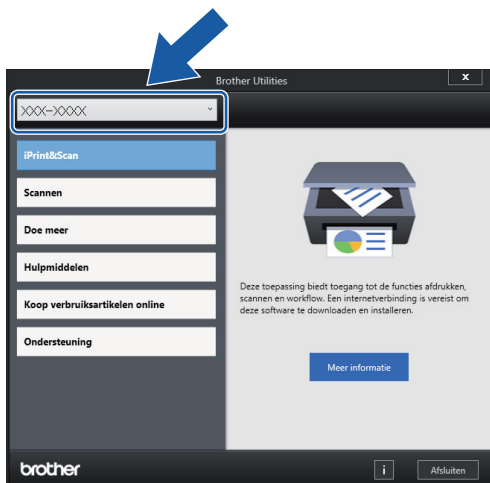 Brother Utilities
X
XXX-XXXX
iPrint&Scan
Scannen
Doe meer
Hulpmiddelen
Koop verbruiksartikelen online
Ondersteuning
Deze toepassing biedt toegang tot de functies afdrukken,
scannen en workflow. Een internetverbinding is vereist om
deze software te downloaden en installeren.
Meer informatie
brother
i
Afsluiten